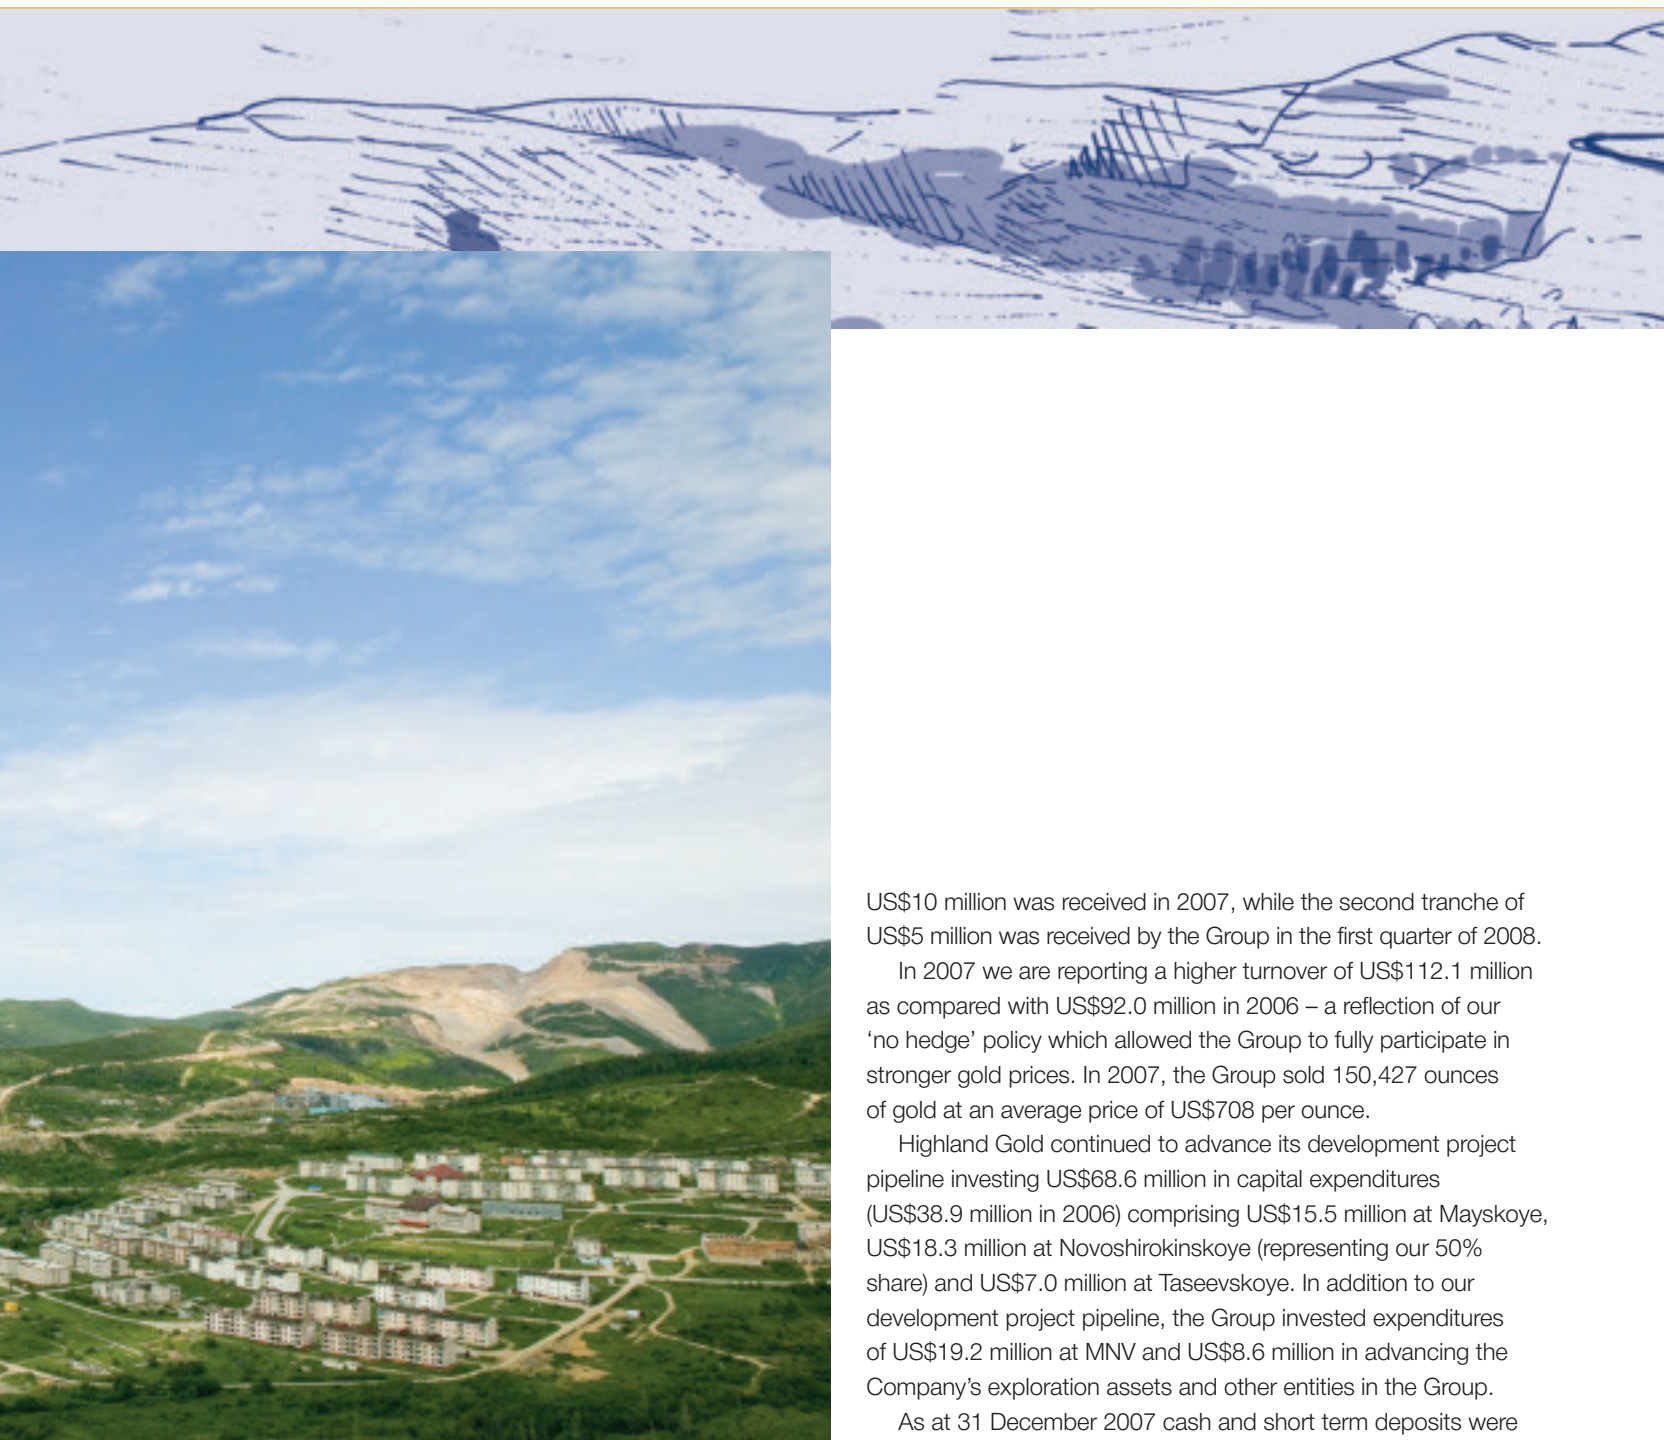 US$10 million was received in 2007, while the second tranche of
US$5 million was received by the Group in the first quarter of 2008.
In 2007 we are reporting a higher turnover of US$112.1 million
as compared with US$92.0 million in 2006 – a reflection of our
‘no hedge’ policy which allowed the Group to fully participate in
stronger gold prices. In 2007, the Group sold 150,427 ounces
of gold at an average price of US$708 per ounce.
Highland Gold continued to advance its development project
pipeline investing US$68.6 million in capital expenditures
(US$38.9 million in 2006) comprising US$15.5 million at Mayskoye,
US$18.3 million at Novoshirokinskoye (representing our 50%
share) and US$7.0 million at Taseevskoye. In addition to our
development project pipeline, the Group invested expenditures
of US$19.2 million at MNV and US$8.6 million in advancing the
Company’s exploration assets and other entities in the Group.
As at 31 December 2007 cash and short term deposits were